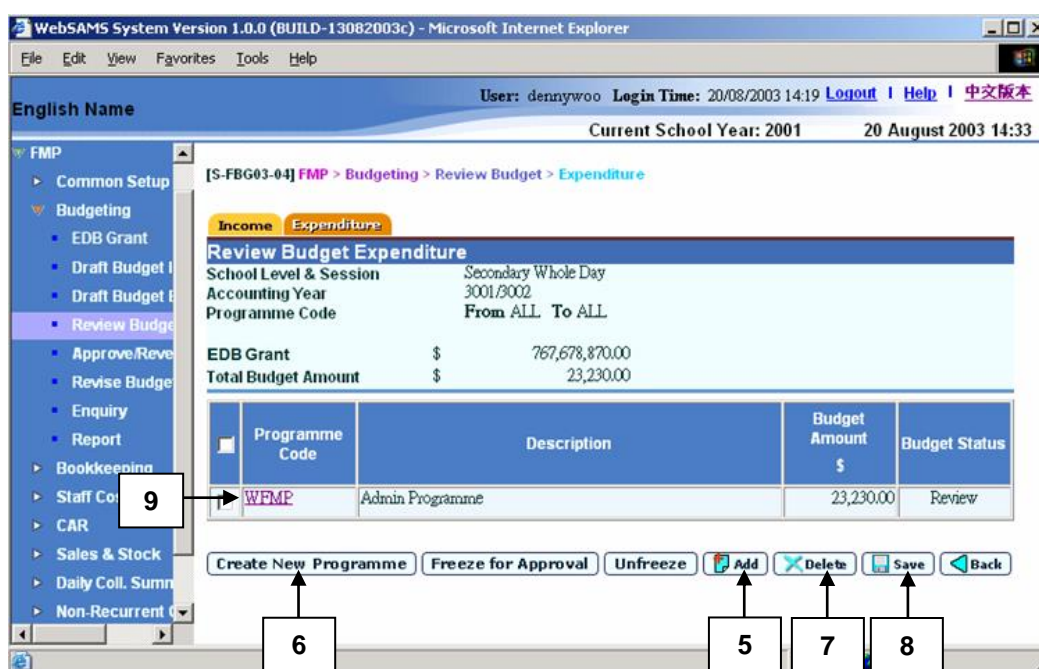 WebSAMS System Version 1.0.0 (BUILD-13082003c) - Microsoft Internet Explorer
File Edit View Favorites Tools Help
English Name
User: dennywoo Login Time: 20/08/2003 14:19 Logout | Help | 中文版本
Current School Year: 2001 20 August 2003 14:33
FMP
Common Setup
Budgeting
EDB Grant
Draft Budget I
Draft Budget E
Review Budge
Approve/Reve
Revise Budge
Enquiry
Report
Bookkeeping
Staff Cos
CAR
Sales & Stock
Daily Coll. Summ
Non-Recurrent
[S-FBG03-04] FMP > Budgeting > Review Budget > Expenditure
Income Expenditure
Review Budget Expenditure
School Level & Session Secondary Whole Day
Accounting Year 3001/3002
Programme Code From ALL To ALL
EDB Grant $ 767,678,870.00
Total Budget Amount $ 23,230.00
Programme Code Description Budget Amount $ Budget Status
WFMP Admin Programme 23,230.00 Review
9
Create New Programme Freeze for Approval Unfreeze Add Delete Save Back
6 5 7 8